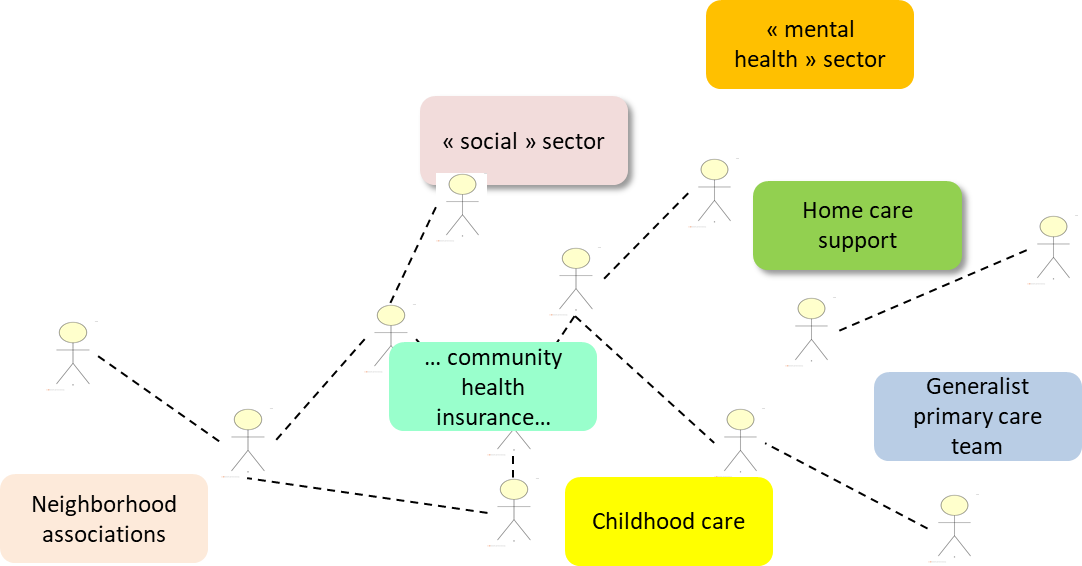 « mental
health » sector
« social » sector
Home care
support
… community
health
insurance…
Generalist
primary care
team
Neighborhood
associations
Childhood care